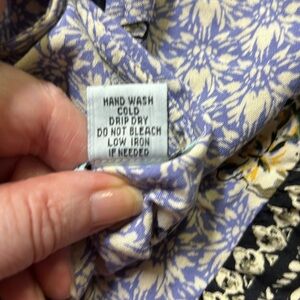 HAND WASH
COLD
DRIP DRY
DO NOT BLEACH
LOW IRON
IF NEEDED